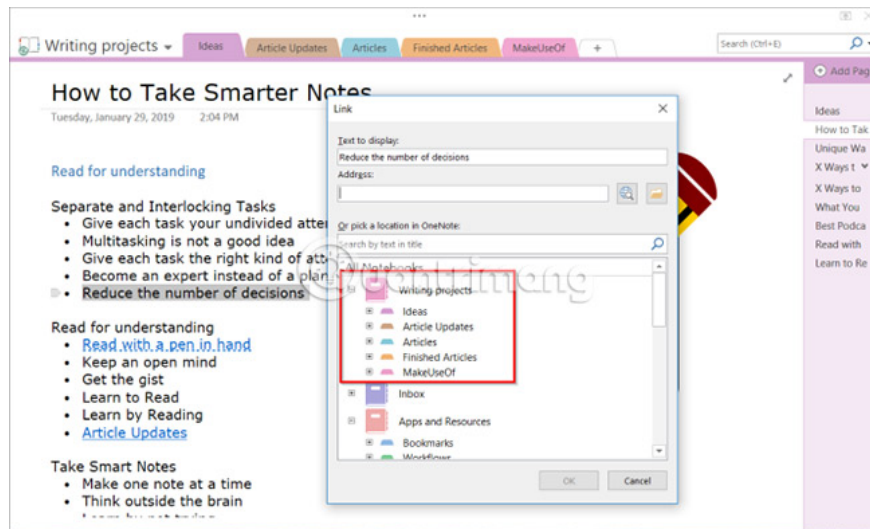 Writing projects
Ideas
Article Updates
Articles
Finished Articles
MakeUseOf
+
Search (Ctrl+E)
How to Take Smarter Notes
Tuesday, January 29, 2019 2:04 PM
Read for understanding
Separate and Interlocking Tasks
• Give each task your undivided atte
• Multitasking is not a good idea
• Give each task the right kind of att
• Become an expert instead of a plan
• Reduce the number of decisions
Read for understanding
• Read with a pen in hand
• Keep an open mind
• Get the gist
• Learn to Read
• Learn by Reading
• Article Updates
Take Smart Notes
• Make one note at a time
• Think outside the brain
• Learn by not trying
Link
Text to display:
Reduce the number of decisions
Address:
Or pick a location in OneNote:
Search by text in title
All Notebooks
Writing projects
Ideas
Article Updates
Articles
Finished Articles
MakeUseOf
Inbox
Apps and Resources
Bookmarks
Workflows
OK
Cancel
Add Pag
Ideas
How to Tak
Unique Wa
X Ways t
X Ways to
What You
Best Podca
Read with
Learn to Re
uantrimang